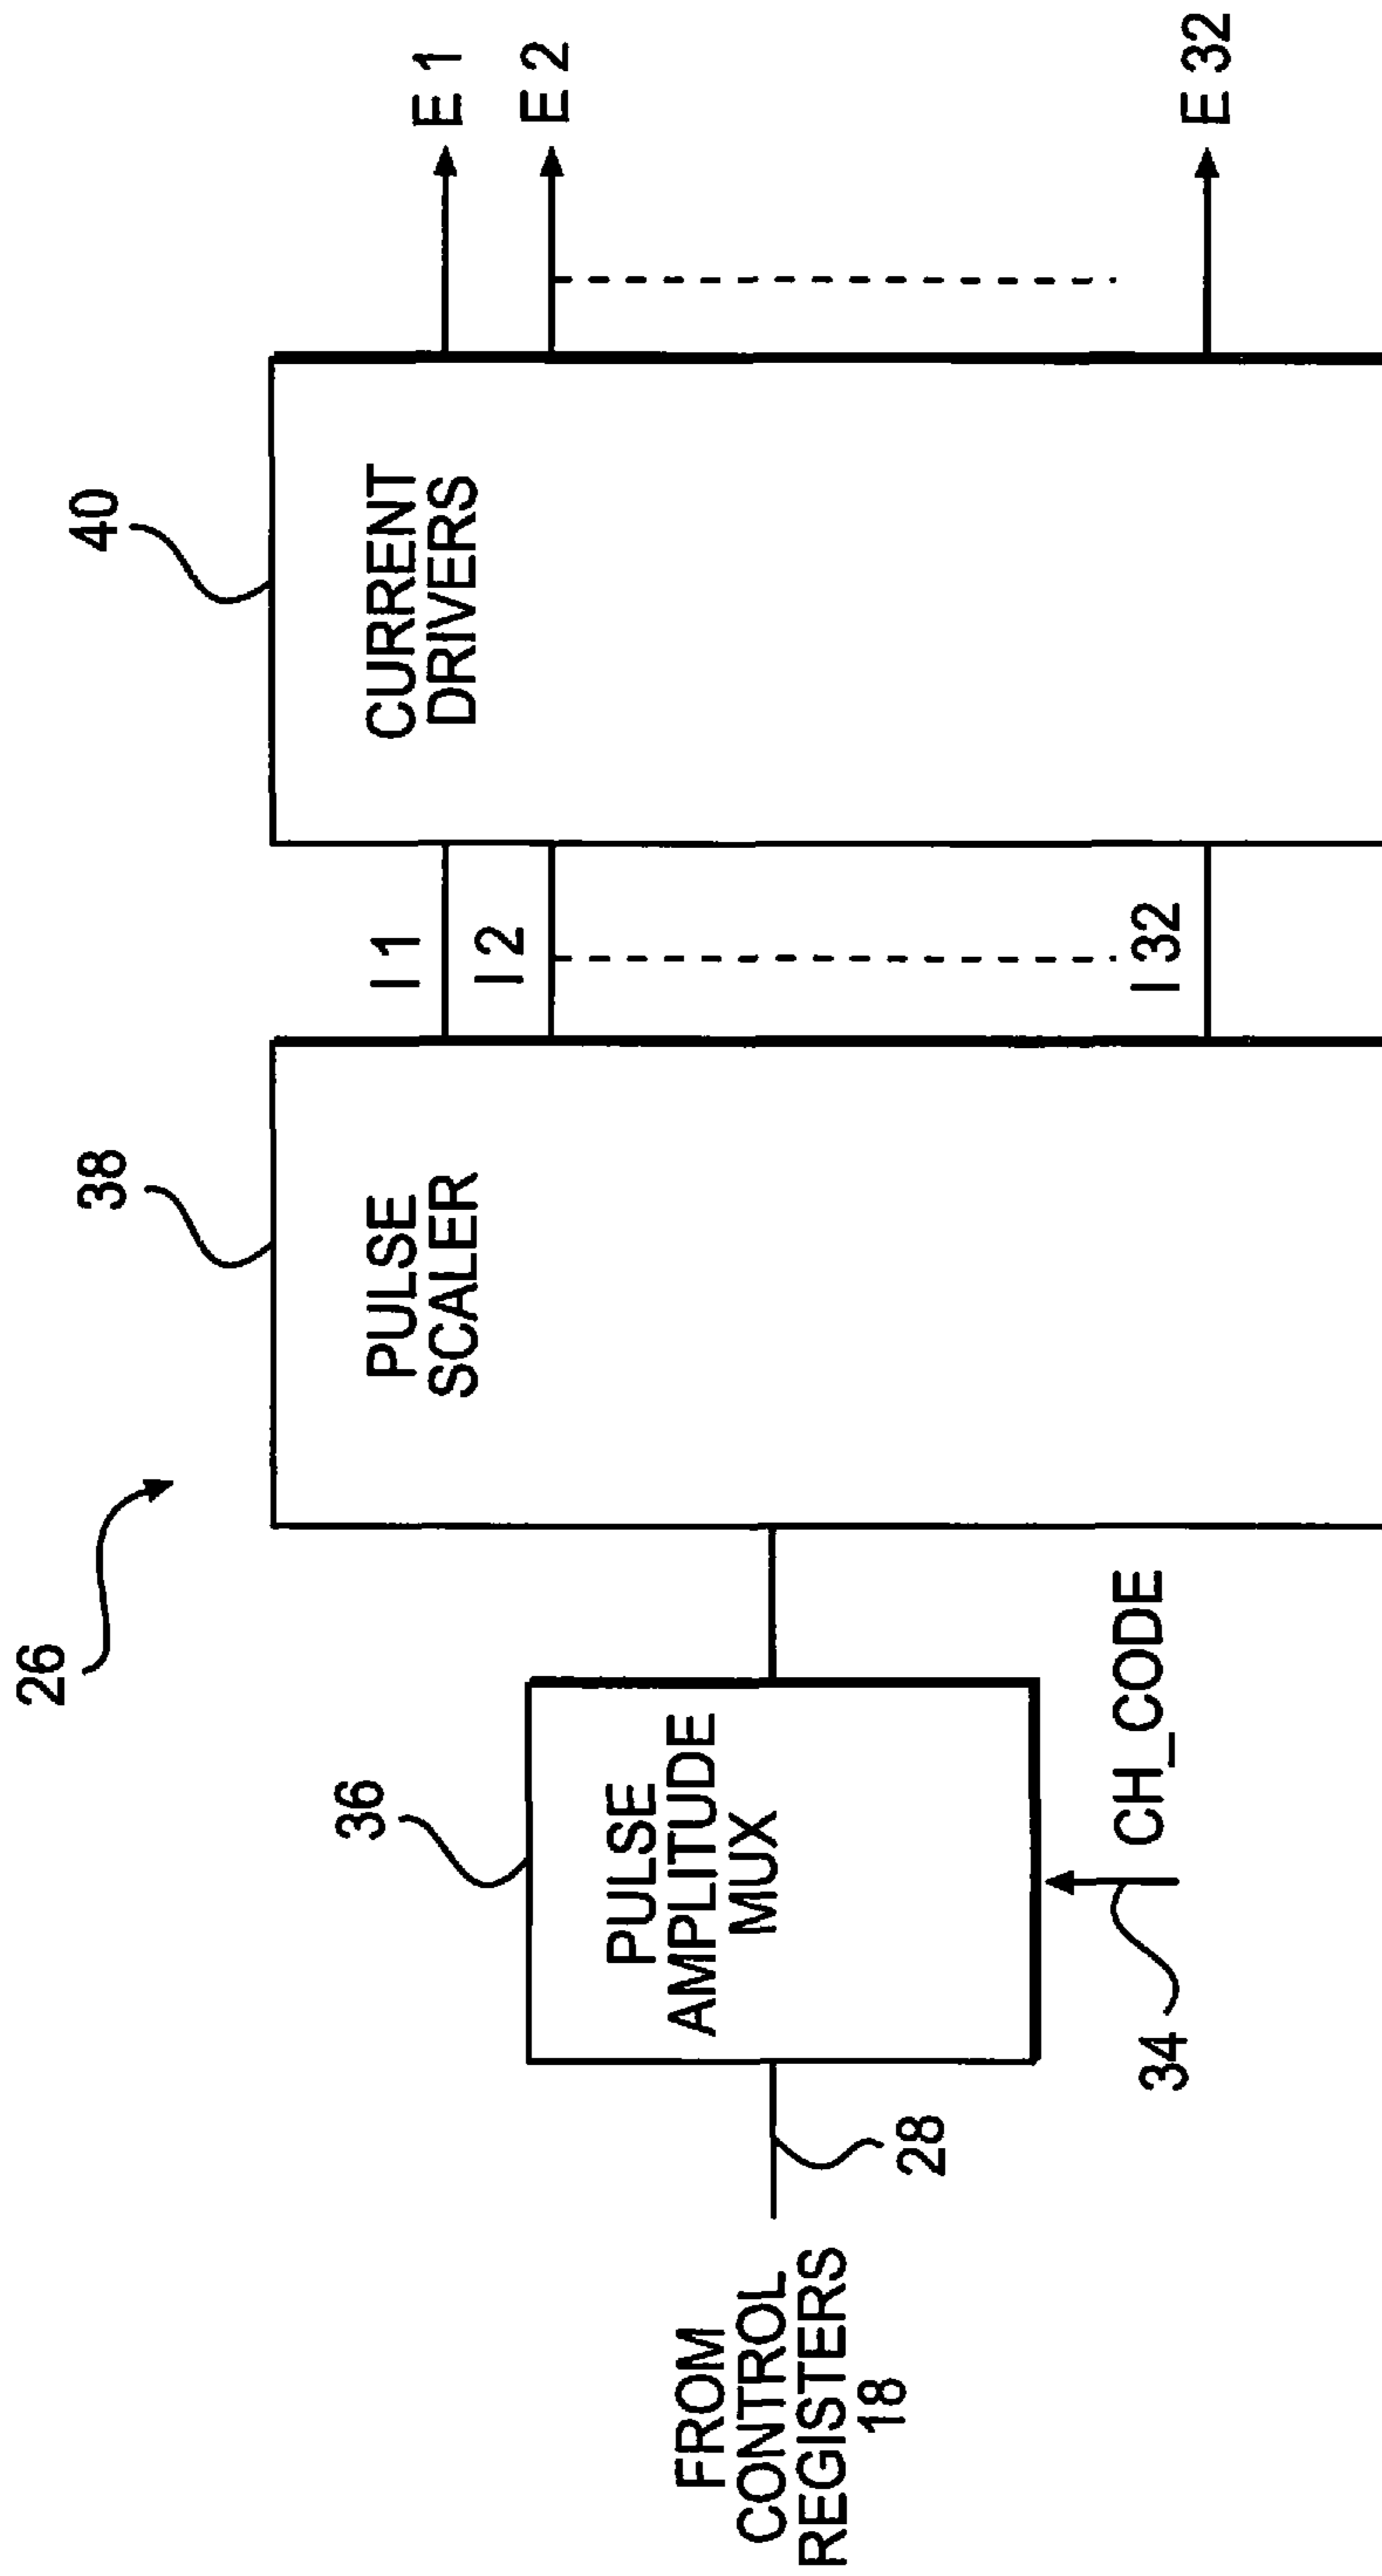 26
FROM
CONTROL
REGISTERS
18
28
36
PULSE
AMPLITUDE
MUX
34
CH_CODE
38
PULSE
SCALER
I 1
I 2
I 32
40
CURRENT
DRIVERS
E 1
E 2
E 32